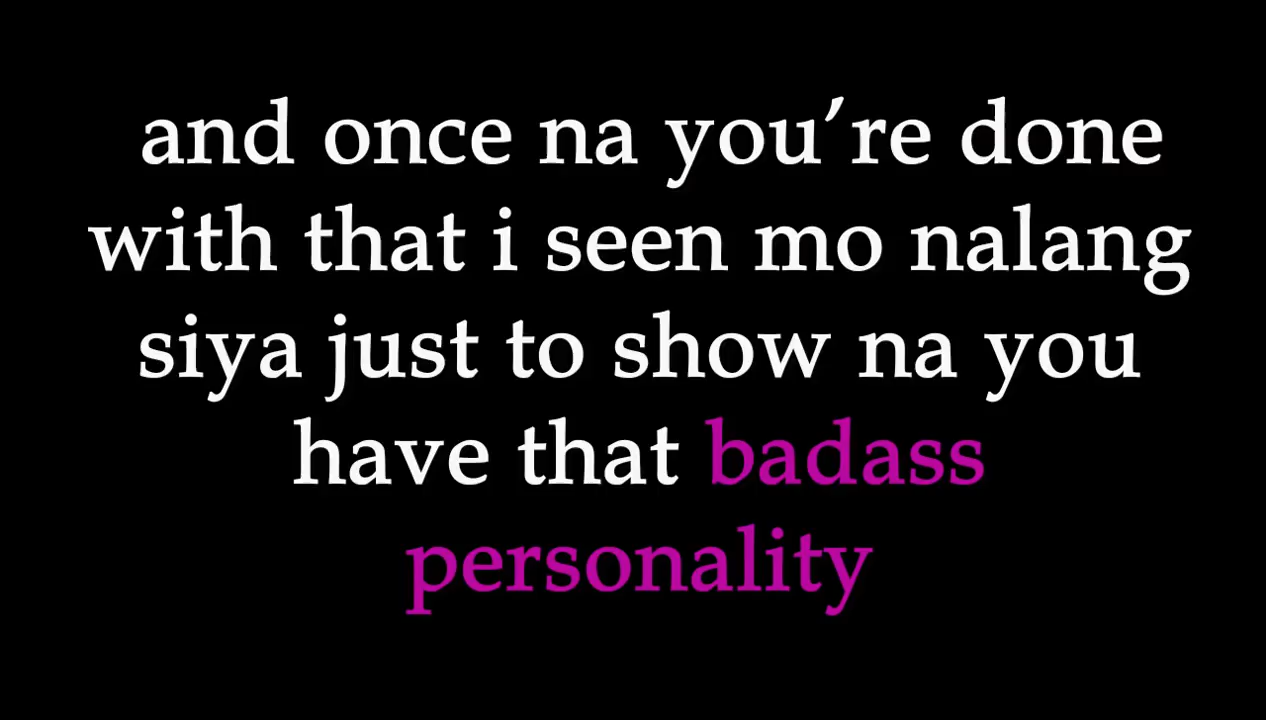 and once na you’re done
with that i seen mo nalang
siya just to show na you
have that badass
personality